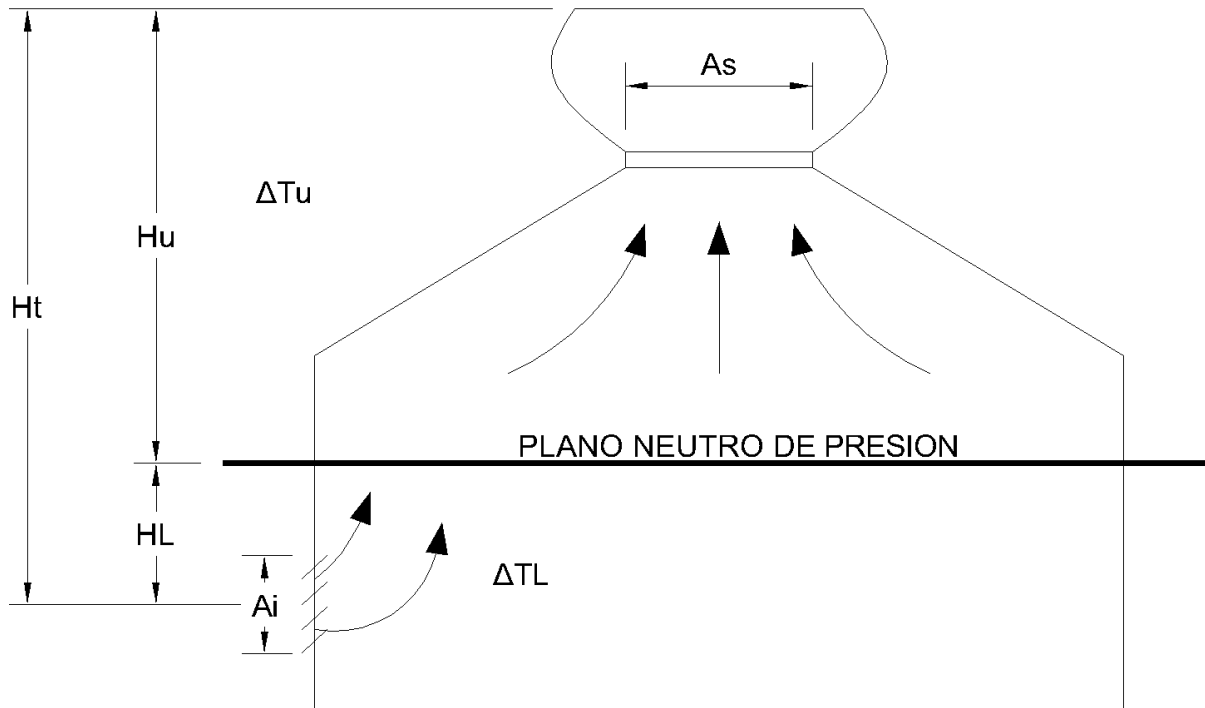 As
ΔTu
Hu
Ht
PLANO NEUTRO DE PRESION
HL
ΔTL
Ai